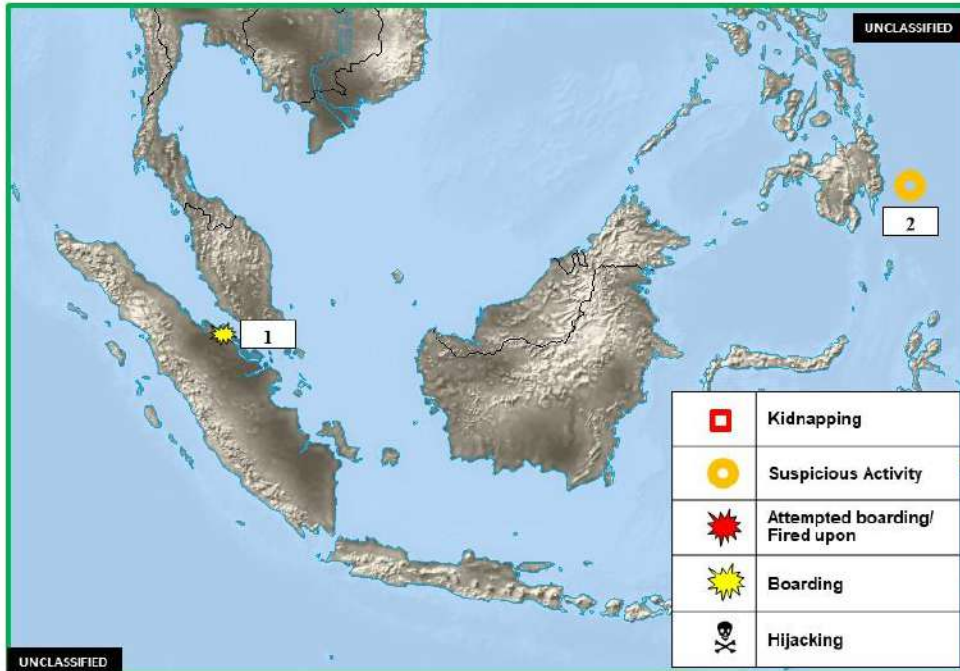 UNCLASSIFIED
2
1
Kidnapping
Suspicious Activity
Attempted boarding/
Fired upon
Boarding
Hijacking
UNCLASSIFIED